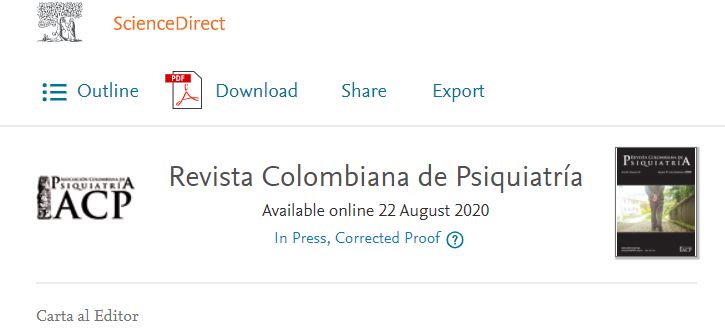 ScienceDirect
Outline
PDF
Download
Share
Export
ASOCIACIÓN COLOMBIANA DE
PSIQUIATRÍA
ACP
Revista Colombiana de Psiquiatría
Available online 22 August 2020
In Press, Corrected Proof ?
REVISTA COLOMBIANA DE
PSIQUIATRÍA
ACP
Carta al Editor